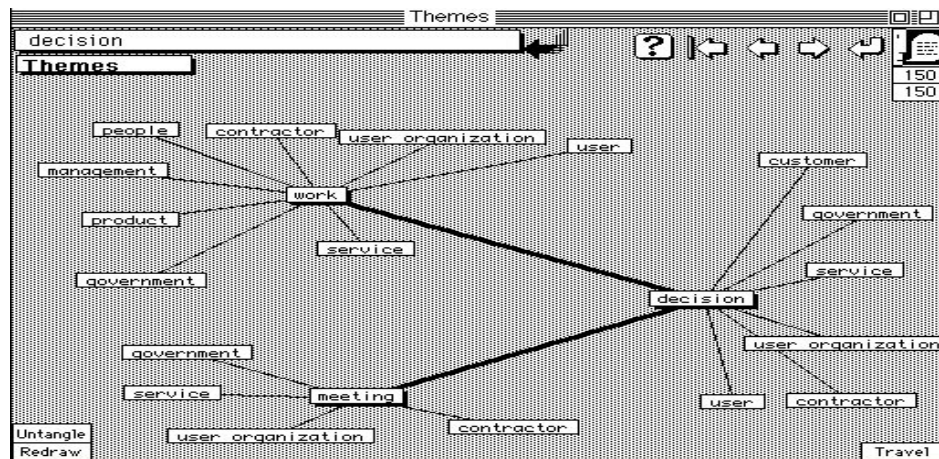 Themes
decision
?
Themes
150
150
people
contractor
user organization
user
customer
management
work
product
government
service
service
government
decision
government
user organization
service
meeting
user
contractor
contractor
user organization
Untangle
Redraw
Travel